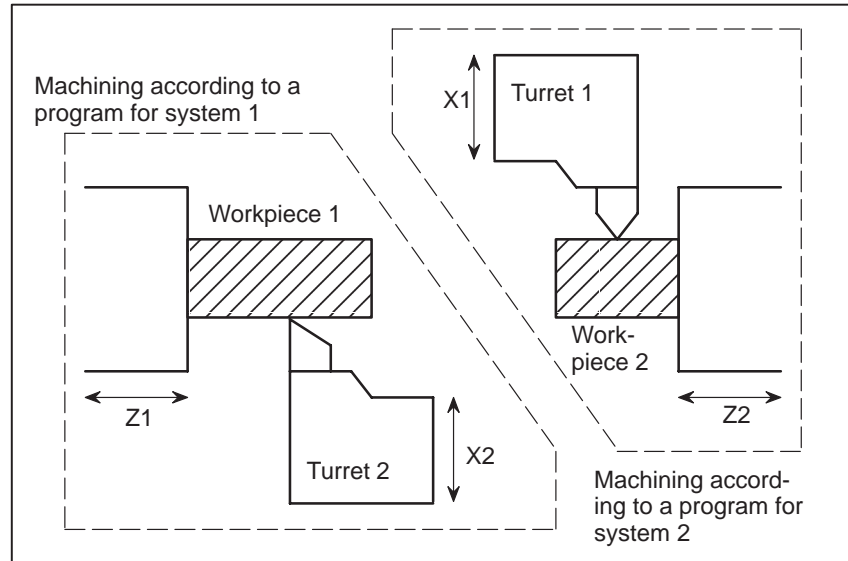 Machining according to a
program for system 1
X1
Turret 1
Workpiece 1
Work-
piece 2
Z1
Z2
X2
Turret 2
Machining accord-
ing to a program for
system 2